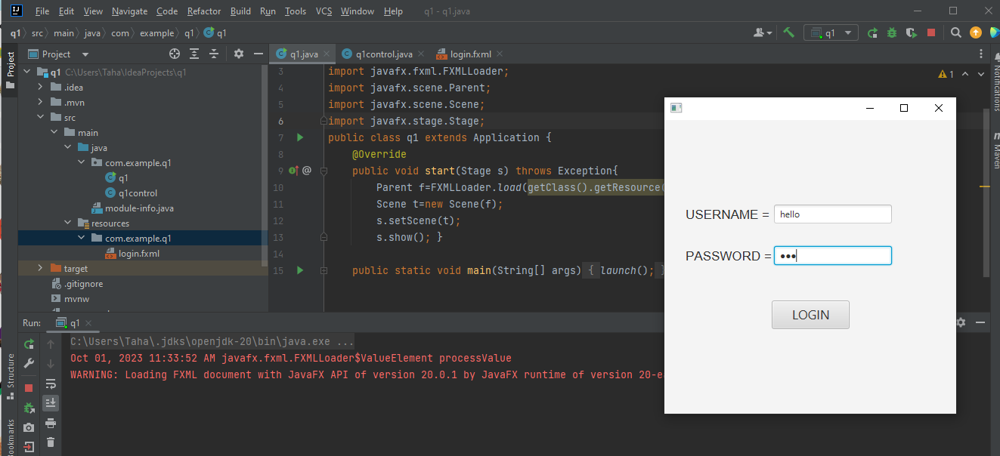 File Edit View Navigate Code Refactor Build Run Tools VCS Window Help q1 - q1.java
q1 src main java com example q1 q1
q1
Project
Project
q1.java q1control.java login.fxml
q1 C:\Users\Taha\IdeaProjects\q1
.idea
.mvn
src
main
java
com.example.q1
q1
q1control
module-info.java
resources
com.example.q1
login.fxml
target
.gitignore
mvnw
3 import javafx.fxml.FXMLLoader;
4 import javafx.scene.Parent;
5 import javafx.scene.Scene;
6 import javafx.stage.Stage;
7 public class q1 extends Application {
8 @Override
9 @ public void start(Stage s) throws Exception{
10 Parent f=FXMLLoader.load(getClass().getResource(
11 Scene t=new Scene(f);
12 s.setScene(t);
13 s.show(); }
14
15 public static void main(String[] args) { launch(); }
1
Notifications
Maven
USERNAME = hello
PASSWORD = •••
LOGIN
Run: q1
C:\Users\Taha\.jdks\openjdk-20\bin\java.exe ...
Oct 01, 2023 11:33:52 AM javafx.fxml.FXMLLoader$ValueElement processValue
WARNING: Loading FXML document with JavaFX API of version 20.0.1 by JavaFX runtime of version 20-e
Structure
Bookmarks